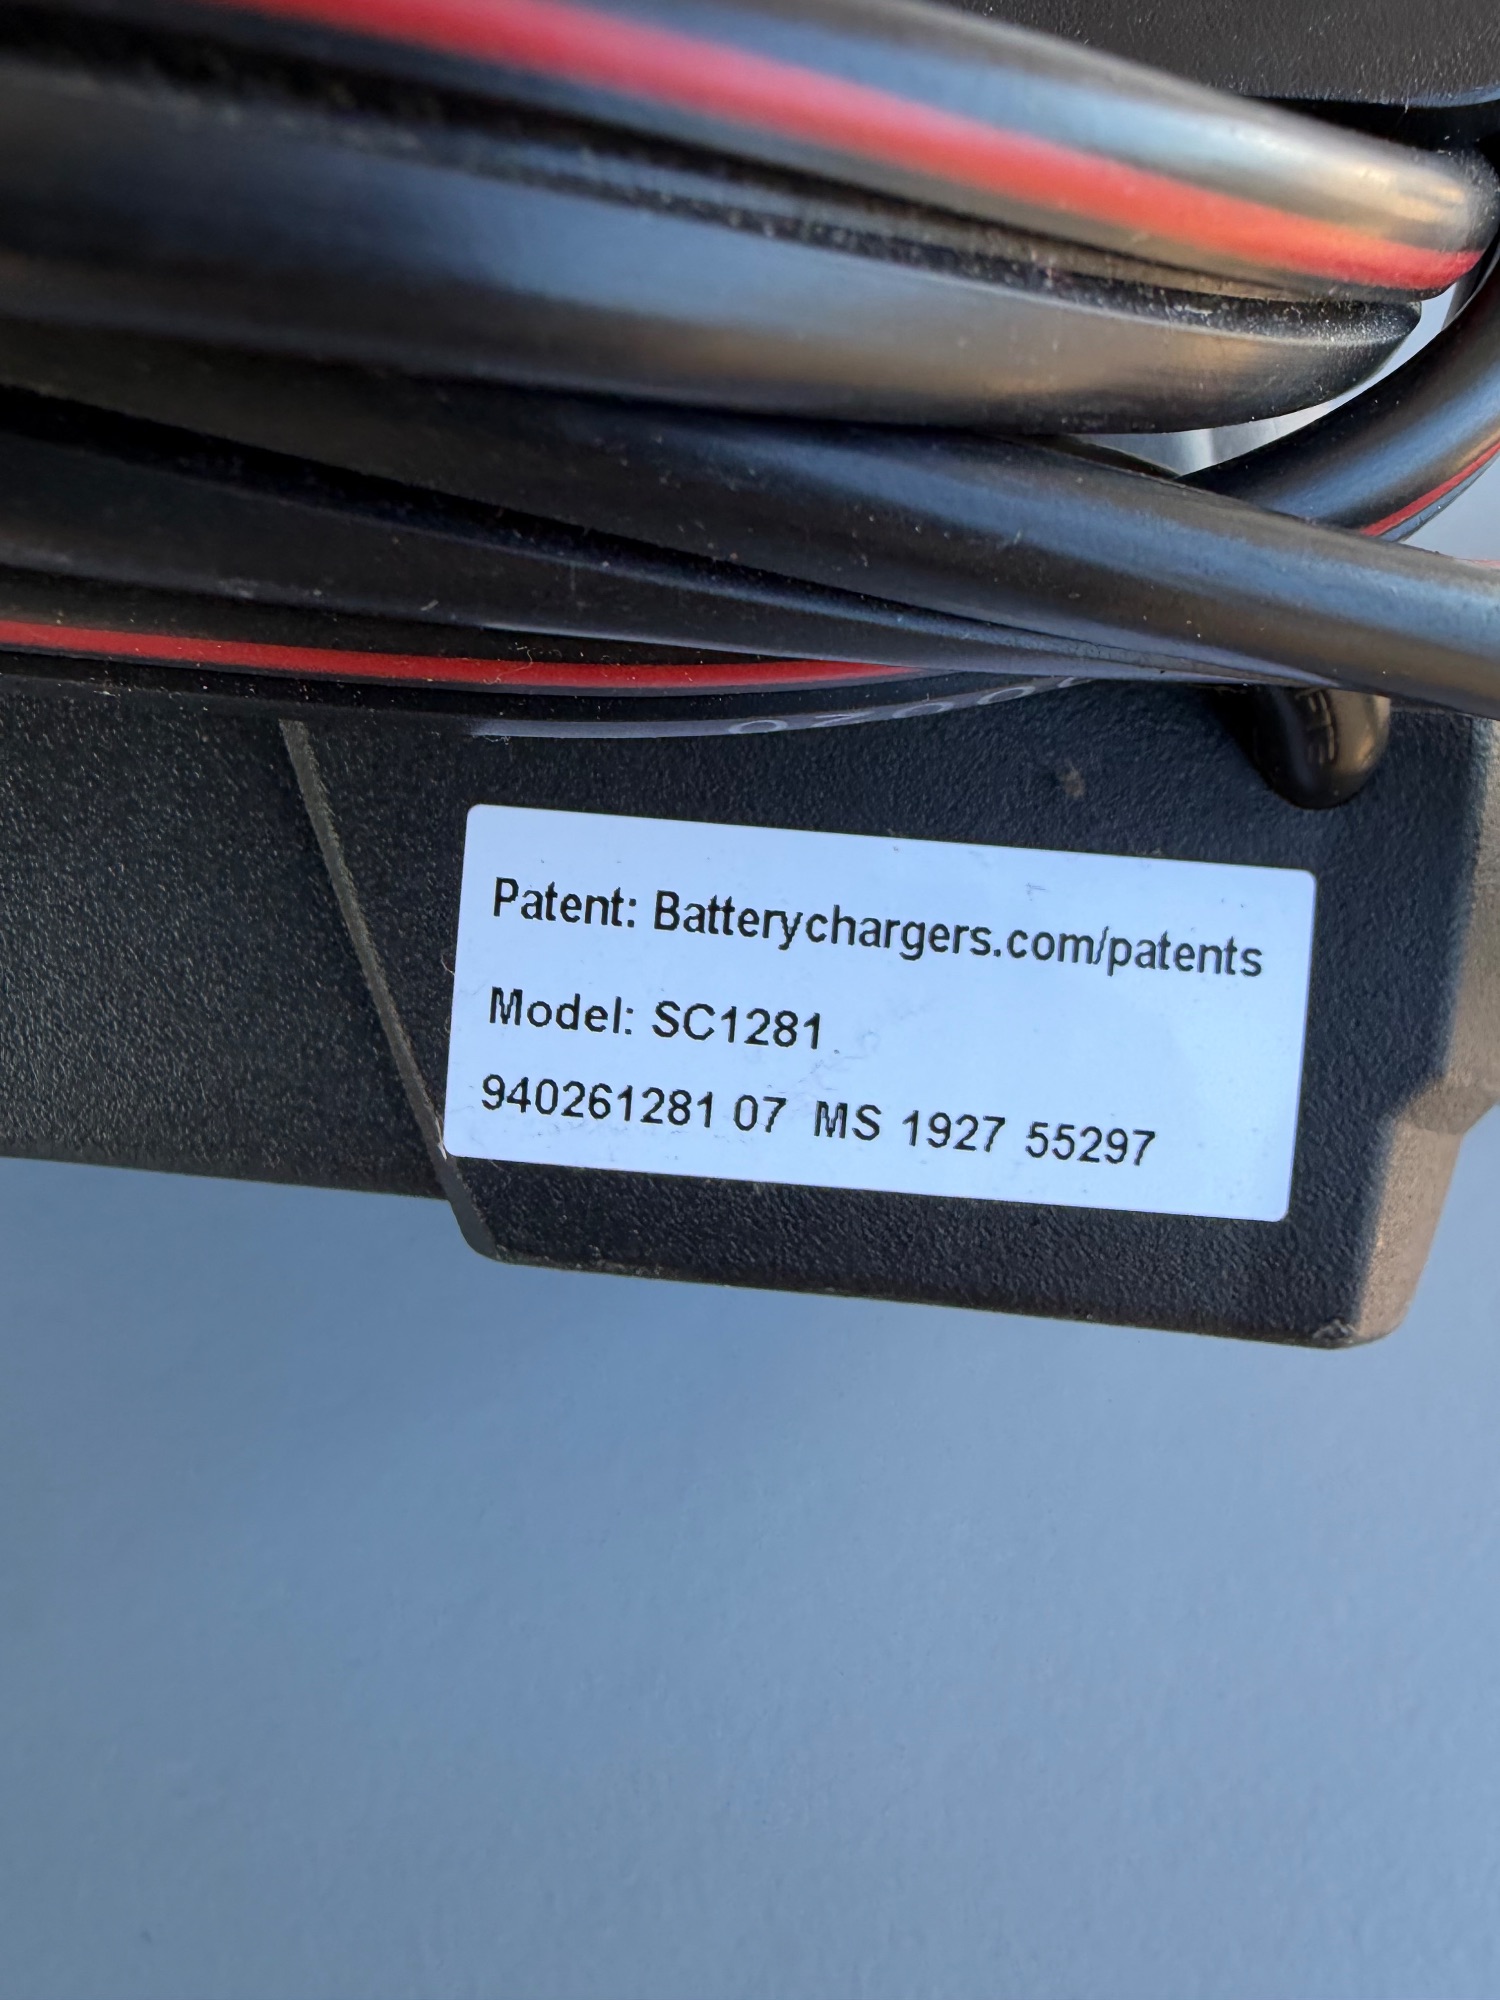 Patent: Batterychargers.com/patents
Model: SC1281
940261281 07 MS 1927 55297